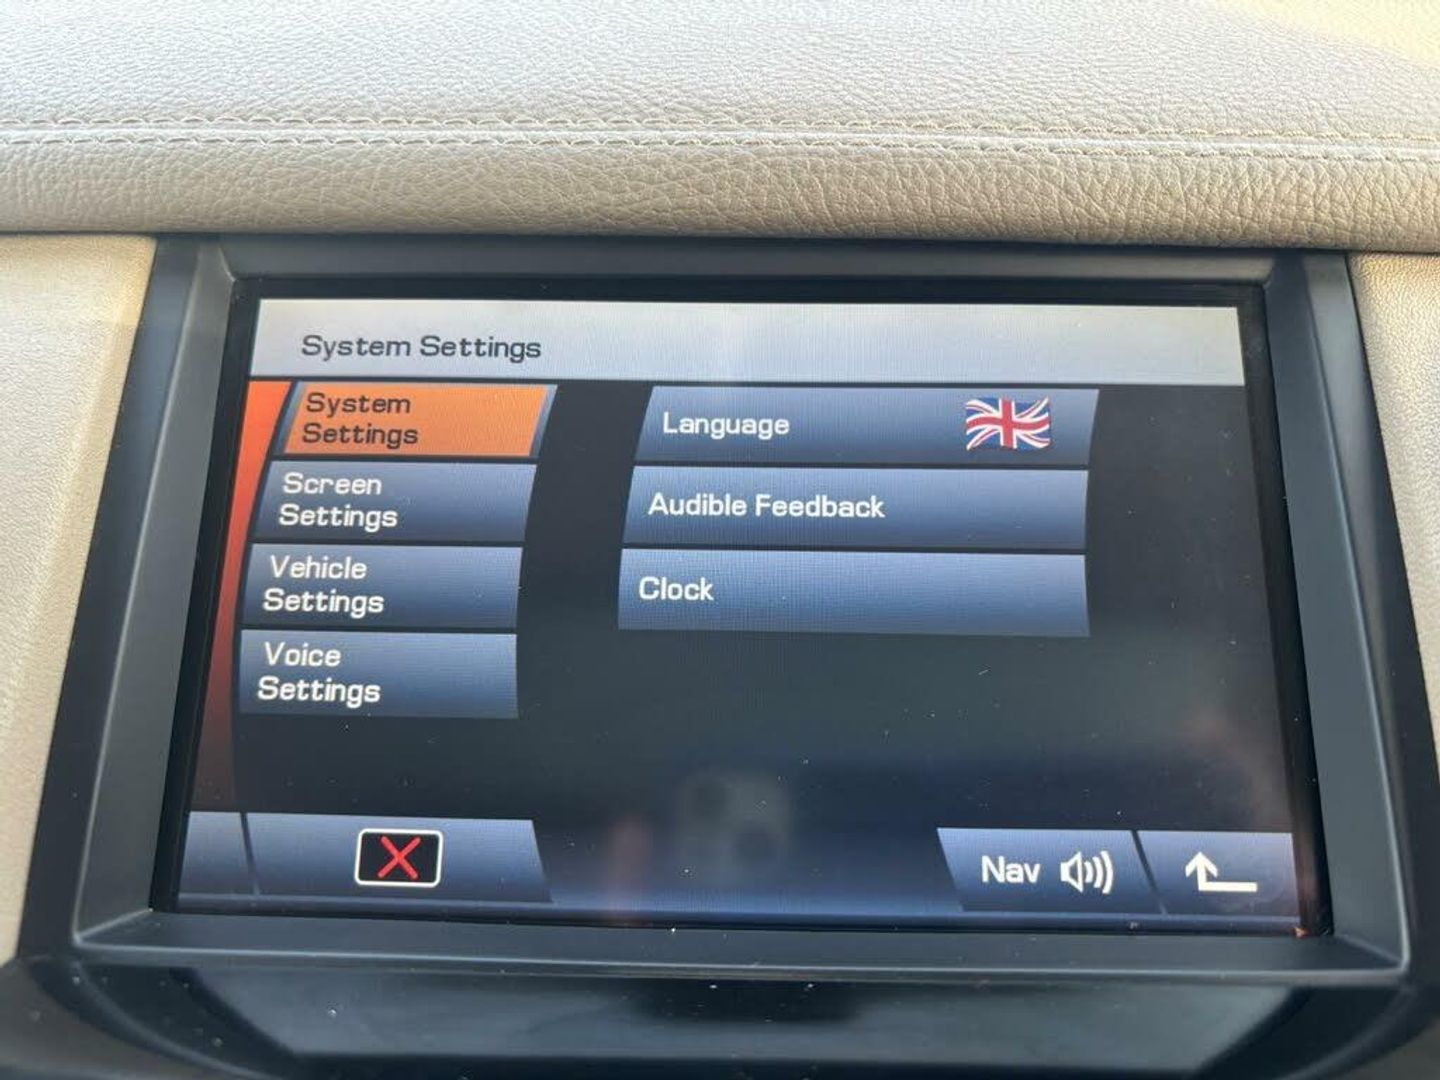 System Settings
System
Settings
Screen
Settings
Vehicle
Settings
Voice
Settings
Language
Audible Feedback
Clock
Nav